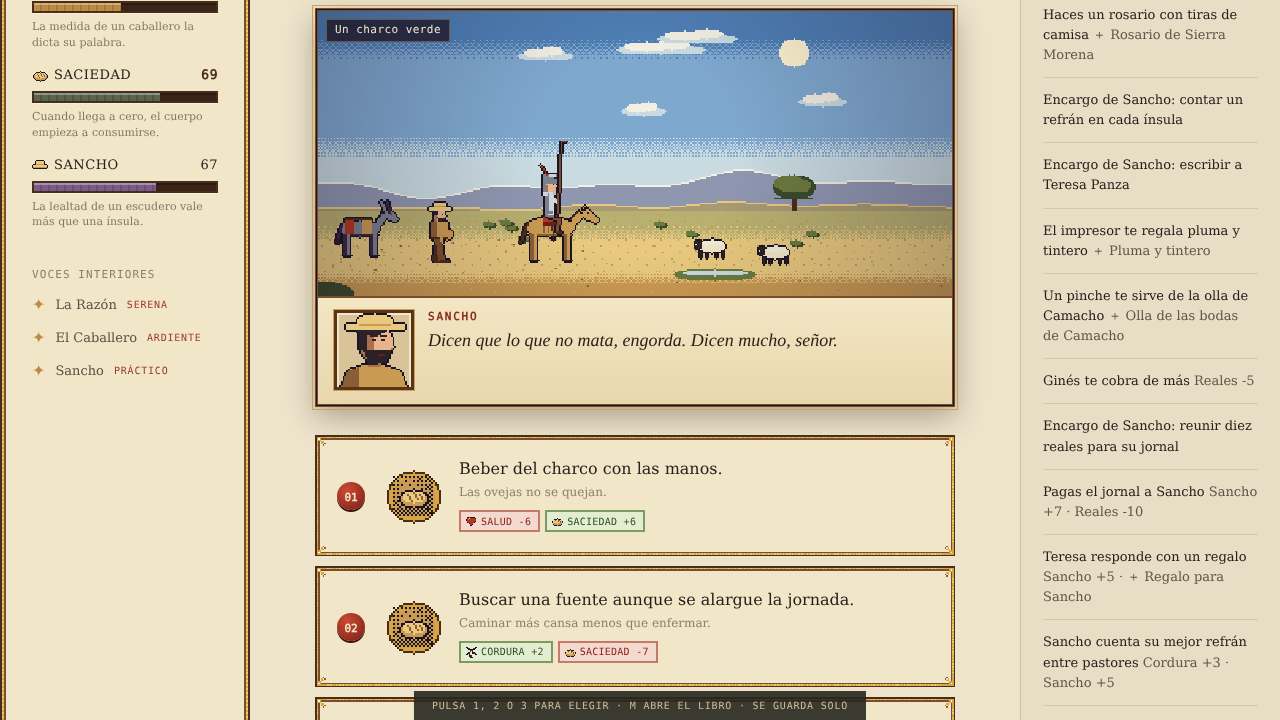 La medida de un caballero la
dicta su palabra.
SACIEDAD 69
Cuando llega a cero, el cuerpo
empieza a consumirse.
SANCHO 67
La lealtad de un escudero vale
más que una ínsula.
VOCES INTERIORES
La Razón SERENA
El Caballero ARDIENTE
Sancho PRÁCTICO
Un charco verde
SANCHO
Dicen que lo que no mata, engorda. Dicen mucho, señor.
01
Beber del charco con las manos.
Las ovejas no se quejan.
SALUD -6 SACIEDAD +6
02
Buscar una fuente aunque se alargue la jornada.
Caminar más cansa menos que enfermar.
CORDURA +2 SACIEDAD -7
PULSA 1, 2 O 3 PARA ELEGIR · M ABRE EL LIBRO · SE GUARDA SOLO
Haces un rosario con tiras de
camisa + Rosario de Sierra
Morena
Encargo de Sancho: contar un
refrán en cada ínsula
Encargo de Sancho: escribir a
Teresa Panza
El impresor te regala pluma y
tintero + Pluma y tintero
Un pinche te sirve de la olla de
Camacho + Olla de las bodas
de Camacho
Ginés te cobra de más Reales -5
Encargo de Sancho: reunir diez
reales para su jornal
Pagas el jornal a Sancho Sancho
+7 · Reales -10
Teresa responde con un regalo
Sancho +5 · + Regalo para
Sancho
Sancho cuenta su mejor refrán
entre pastores Cordura +3 ·
Sancho +5